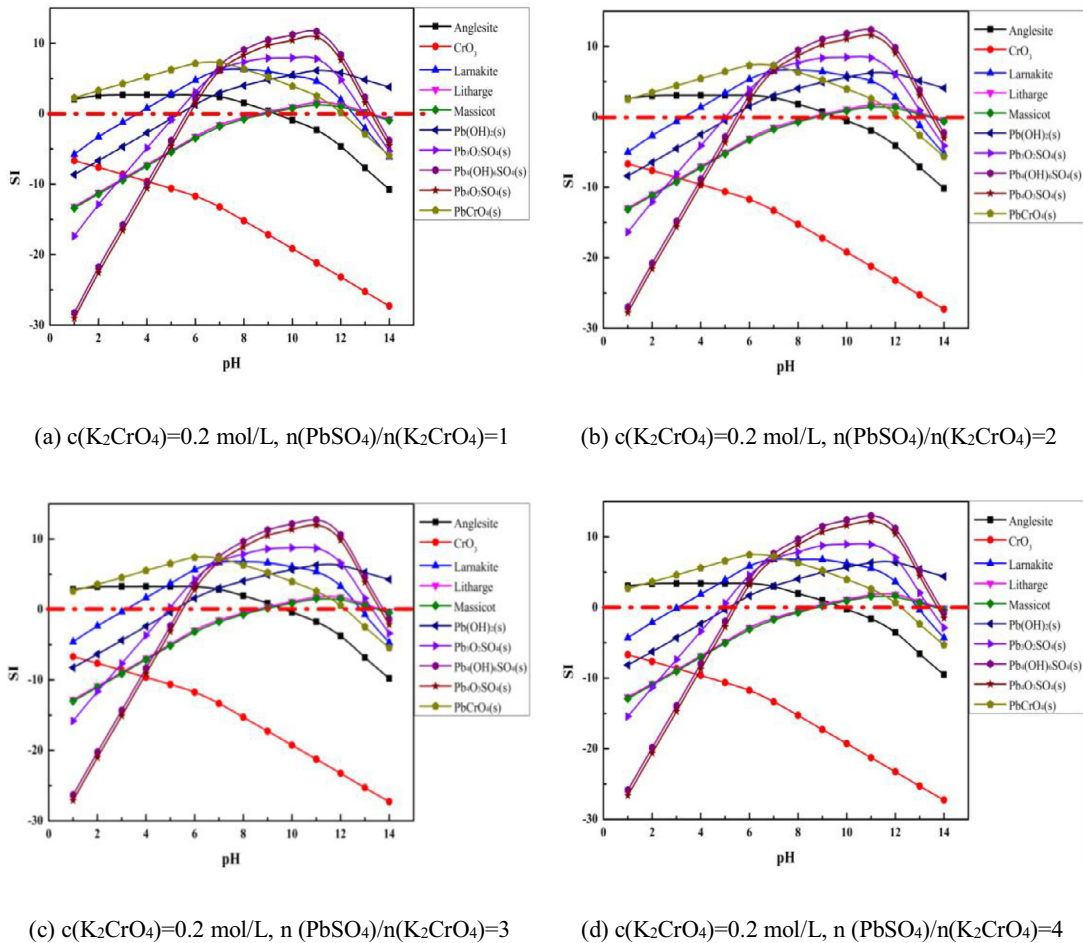 10
0
-10
-20
-30
SI
0 2 4 6 8 10 12 14
pH
Anglesite
CrO₃
Larnakite
Litharge
Massicot
Pb(OH)₂(s)
Pb₃O₂SO₄(s)
Pb₄(OH)₆SO₄(s)
Pb₄O₃SO₄(s)
PbCrO₄(s)
10
0
-10
-20
-30
SI
0 2 4 6 8 10 12 14
pH
Anglesite
CrO₃
Larnakite
Litharge
Massicot
Pb(OH)₂(s)
Pb₃O₂SO₄(s)
Pb₄(OH)₆SO₄(s)
Pb₄O₃SO₄(s)
PbCrO₄(s)
(a) c(K₂CrO₄)=0.2 mol/L, n(PbSO₄)/n(K₂CrO₄)=1
(b) c(K₂CrO₄)=0.2 mol/L, n(PbSO₄)/n(K₂CrO₄)=2
10
0
-10
-20
-30
SI
0 2 4 6 8 10 12 14
pH
Anglesite
CrO₃
Larnakite
Litharge
Massicot
Pb(OH)₂(s)
Pb₃O₂SO₄(s)
Pb₄(OH)₆SO₄(s)
Pb₄O₃SO₄(s)
PbCrO₄(s)
10
0
-10
-20
-30
SI
0 2 4 6 8 10 12 14
pH
Anglesite
CrO₃
Larnakite
Litharge
Massicot
Pb(OH)₂(s)
Pb₃O₂SO₄(s)
Pb₄(OH)₆SO₄(s)
Pb₄O₃SO₄(s)
PbCrO₄(s)
(c) c(K₂CrO₄)=0.2 mol/L, n (PbSO₄)/n(K₂CrO₄)=3
(d) c(K₂CrO₄)=0.2 mol/L, n (PbSO₄)/n(K₂CrO₄)=4